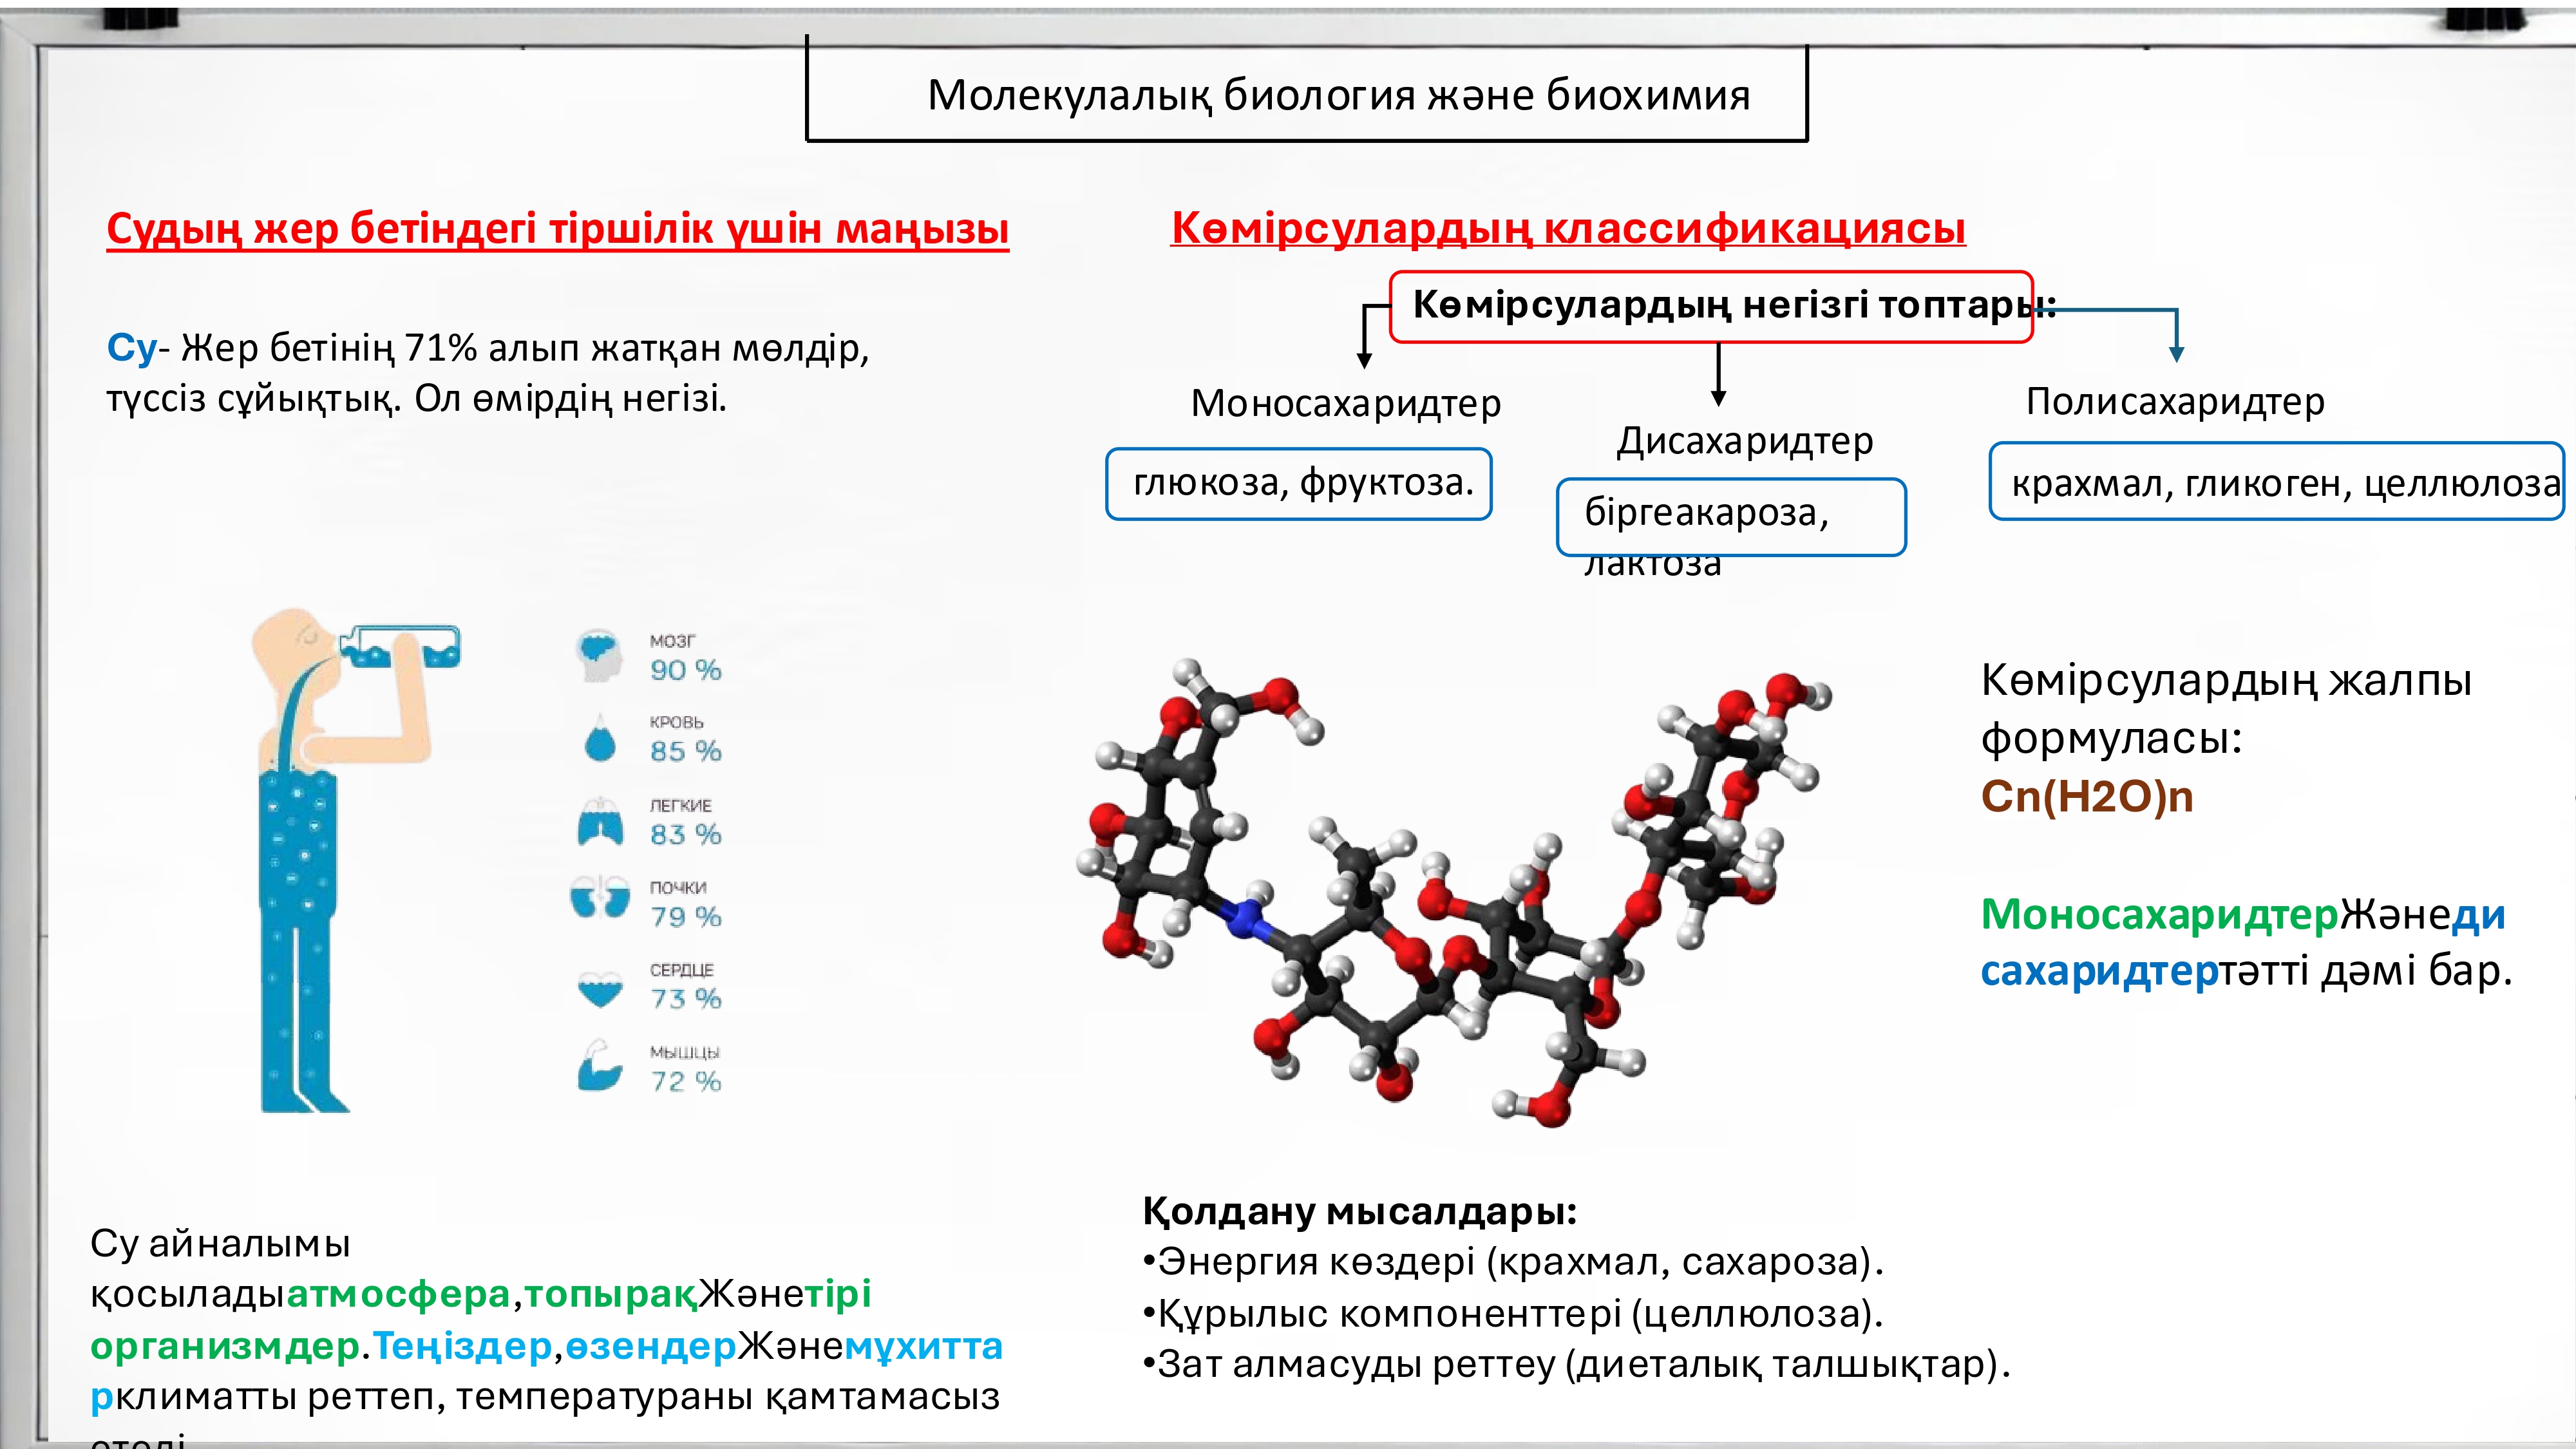 Молекулалық биология және биохимия
Судың жер бетіндегі тіршілік үшін маңызы
Су- Жер бетінің 71% алып жатқан мөлдір,
түссіз сұйықтық. Ол өмірдің негізі.
МОЗГ
90 %
КРОВЬ
85 %
ЛЕГКИЕ
83 %
ПОЧКИ
79 %
СЕРДЦЕ
73 %
МЫШЦЫ
72 %
Су айналымы
қосыладыатмосфера,топырақЖәнетірі
организмдер.Теңіздер,өзендерЖәнемұхитта
рклиматты реттеп, температураны қамтамасыз
етеді
Көмірсулардың классификациясы
Көмірсулардың негізгі топтары:
Моносахаридтер
глюкоза, фруктоза.
Дисахаридтер
біргеакароза,
лактоза
Полисахаридтер
крахмал, гликоген, целлюлоза
Көмірсулардың жалпы
формуласы:
Cn(H2O)n
МоносахаридтерЖәнеди
сахаридтертәтті дәмі бар.
Қолдану мысалдары:
•Энергия көздері (крахмал, сахароза).
•Құрылыс компоненттері (целлюлоза).
•Зат алмасуды реттеу (диеталық талшықтар).